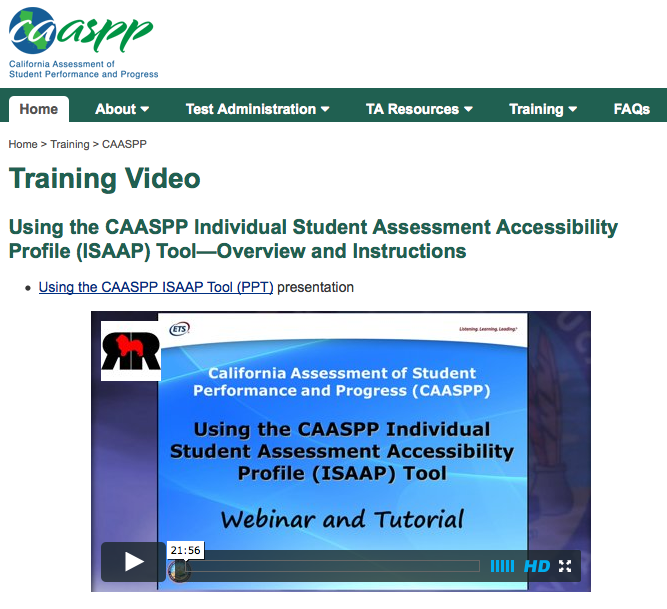 caaspp
California Assessment of
Student Performance and Progress
Home About Test Administration TA Resources Training FAQs
Home > Training > CAASPP
Training Video
Using the CAASPP Individual Student Assessment Accessibility
Profile (ISAAP) Tool—Overview and Instructions
Using the CAASPP ISAAP Tool (PPT) presentation
ETS Listening. Learning. Leading.®
RR
California Assessment of Student
Performance and Progress (CAASPP)
Using the CAASPP Individual
Student Assessment Accessibility
Profile (ISAAP) Tool
Webinar and Tutorial
21:56
HD